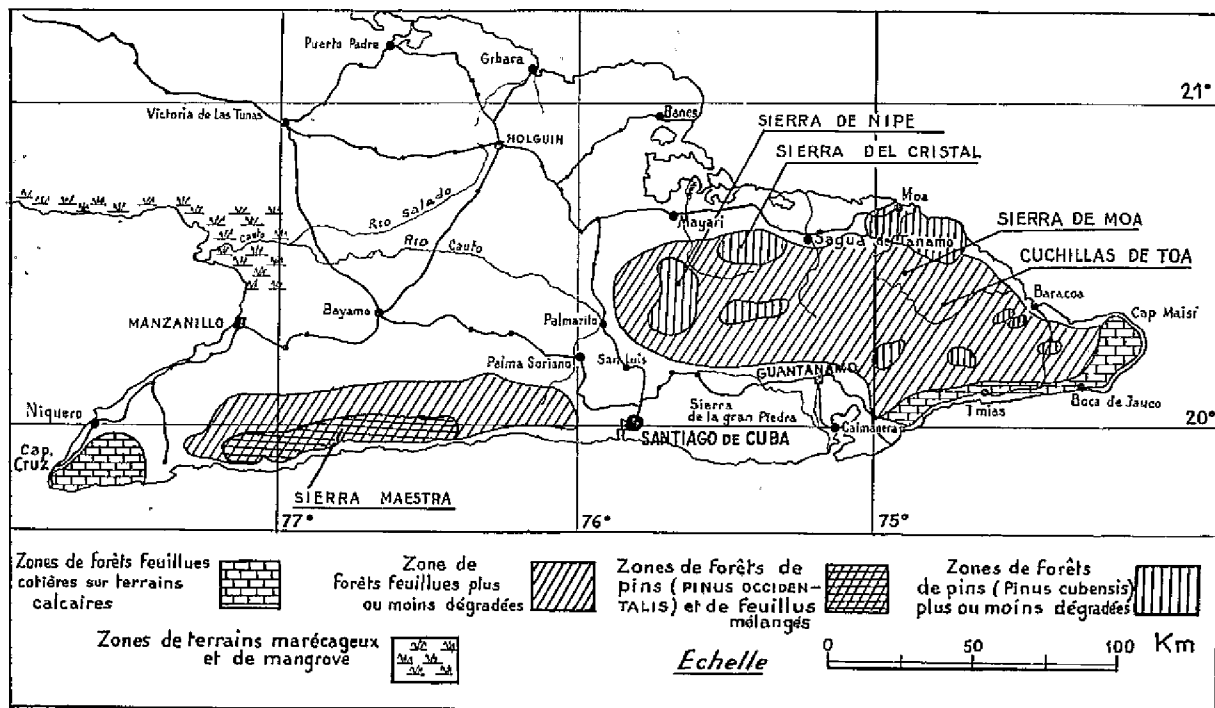 Puerto Padre
Gibara
21°
Victoria de Las Tunas
Banes
SIERRA DE NIPE
HOLGUIN
SIERRA DEL CRISTAL
Rio Salado
Moa
Mayari
SIERRA DE MOA
Cauto
Rio Cauto
Sagua de Tanamo
CUCHILLAS DE TOA
Baracoa
Cap Maisi
MANZANILLO
Bayamo
Palmarito
Palma Soriano
San Luis
GUANTANAMO
Niquero
Sierra
de la gran Piedra
Imias
Boca de Jauco
Cap.
Cruz
SANTIAGO DE CUBA
Caimanera
20°
SIERRA MAESTRA
77°
76°
75°
Zones de forêts feuillues
cotières sur terrains
calcaires
Zone de
forêts feuillues plus
ou moins dégradées
Zones de forêts de
pins (PINUS OCCIDEN-
TALIS) et de feuillus
mélangés
Zones de forêts
de pins (Pinus cubensis)
plus ou moins dégradées
Zones de terrains marécageux
et de mangrove
Echelle
0 50 100 Km